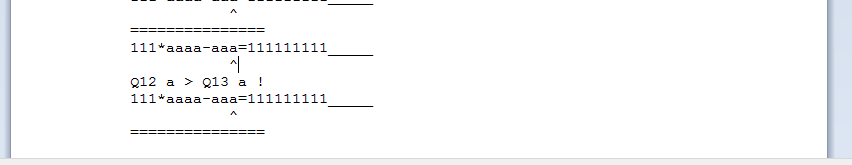 ^
===============
111*aaaa-aaa=111111111_____
^
Q12 a > Q13 a !
111*aaaa-aaa=111111111_____
^
===============